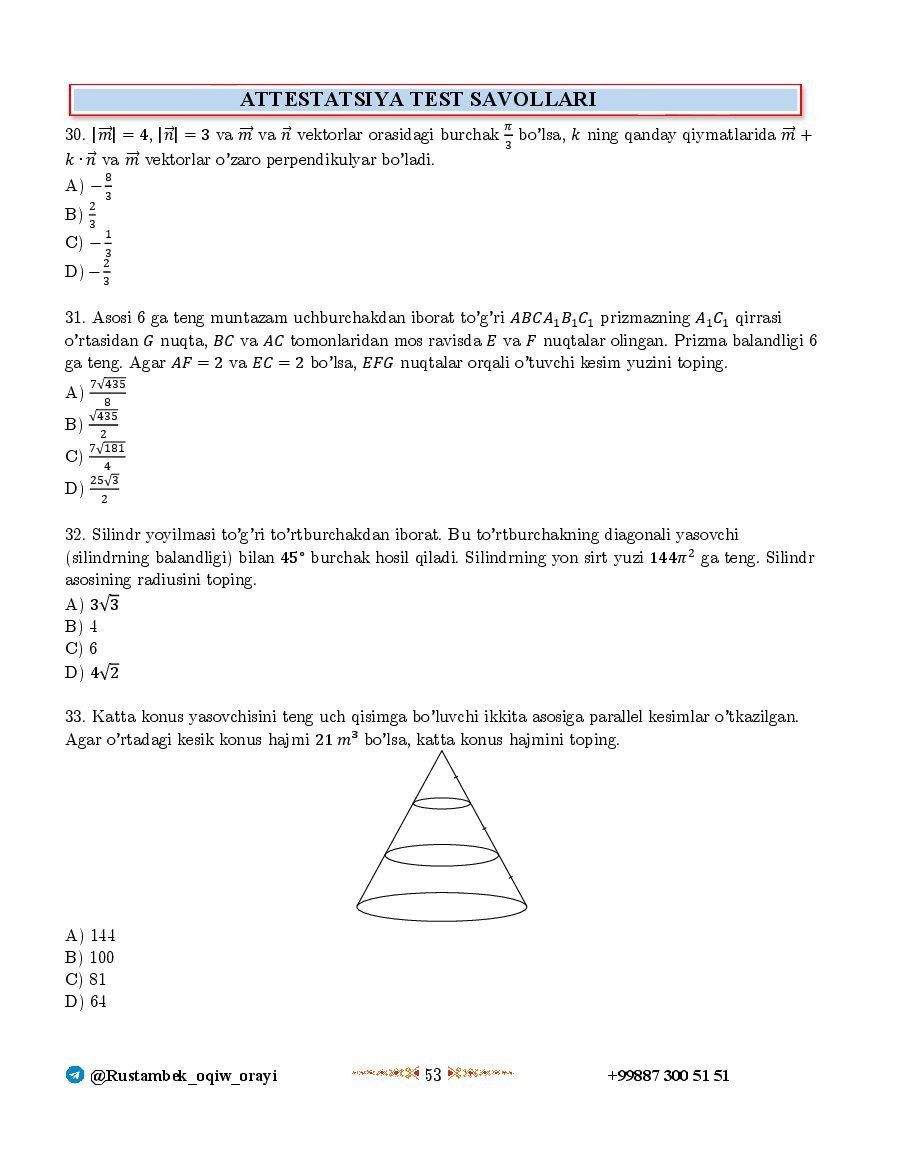 ATTESTATSIYA TEST SAVOLLARI
30. |m⃗| = 4, |n⃗| = 3 va m⃗ va n⃗ vektorlar orasidagi burchak π/3 bo'lsa, k ning qanday qiymatlarida m⃗ +
k · n⃗ va m⃗ vektorlar o'zaro perpendikulyar bo'ladi.
A) −8/3
B) 2/3
C) −1/3
D) −2/3
31. Asosi 6 ga teng muntazam uchburchakdan iborat to'g'ri ABCA₁B₁C₁ prizmazning A₁C₁ qirrasi
o'rtasidan G nuqta, BC va AC tomonlaridan mos ravisda E va F nuqtalar olingan. Prizma balandligi 6
ga teng. Agar AF = 2 va EC = 2 bo'lsa, EFG nuqtalar orqali o'tuvchi kesim yuzini toping.
A) 7√435/8
B) √435/2
C) 7√181/4
D) 25√3/2
32. Silindr yoyilmasi to'g'ri to'rtburchakdan iborat. Bu to'rtburchakning diagonali yasovchi
(silindrning balandligi) bilan 45° burchak hosil qiladi. Silindrning yon sirt yuzi 144π² ga teng. Silindr
asosining radiusini toping.
A) 3√3
B) 4
C) 6
D) 4√2
33. Katta konus yasovchisini teng uch qisimga bo'luvchi ikkita asosiga parallel kesimlar o'tkazilgan.
Agar o'rtadagi kesik konus hajmi 21 m³ bo'lsa, katta konus hajmini toping.
A) 144
B) 100
C) 81
D) 64
@Rustambek_oqiw_orayi 53 +99887 300 51 51